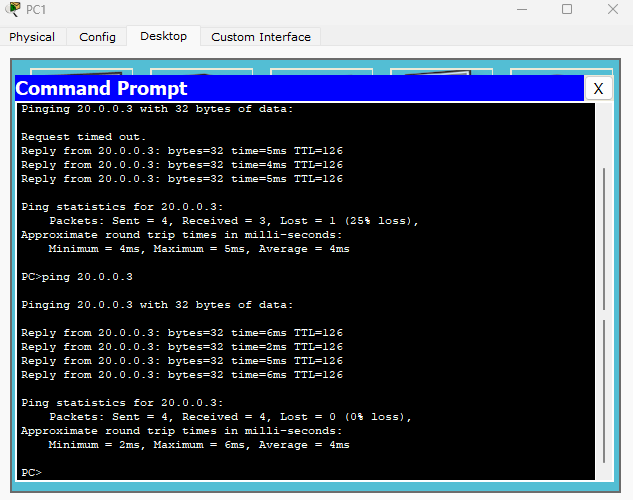 PC1
Physical Config Desktop Custom Interface
Command Prompt X
Pinging 20.0.0.3 with 32 bytes of data:
Request timed out.
Reply from 20.0.0.3: bytes=32 time=5ms TTL=126
Reply from 20.0.0.3: bytes=32 time=4ms TTL=126
Reply from 20.0.0.3: bytes=32 time=5ms TTL=126
Ping statistics for 20.0.0.3:
Packets: Sent = 4, Received = 3, Lost = 1 (25% loss),
Approximate round trip times in milli-seconds:
Minimum = 4ms, Maximum = 5ms, Average = 4ms
PC>ping 20.0.0.3
Pinging 20.0.0.3 with 32 bytes of data:
Reply from 20.0.0.3: bytes=32 time=6ms TTL=126
Reply from 20.0.0.3: bytes=32 time=2ms TTL=126
Reply from 20.0.0.3: bytes=32 time=5ms TTL=126
Reply from 20.0.0.3: bytes=32 time=6ms TTL=126
Ping statistics for 20.0.0.3:
Packets: Sent = 4, Received = 4, Lost = 0 (0% loss),
Approximate round trip times in milli-seconds:
Minimum = 2ms, Maximum = 6ms, Average = 4ms
PC>